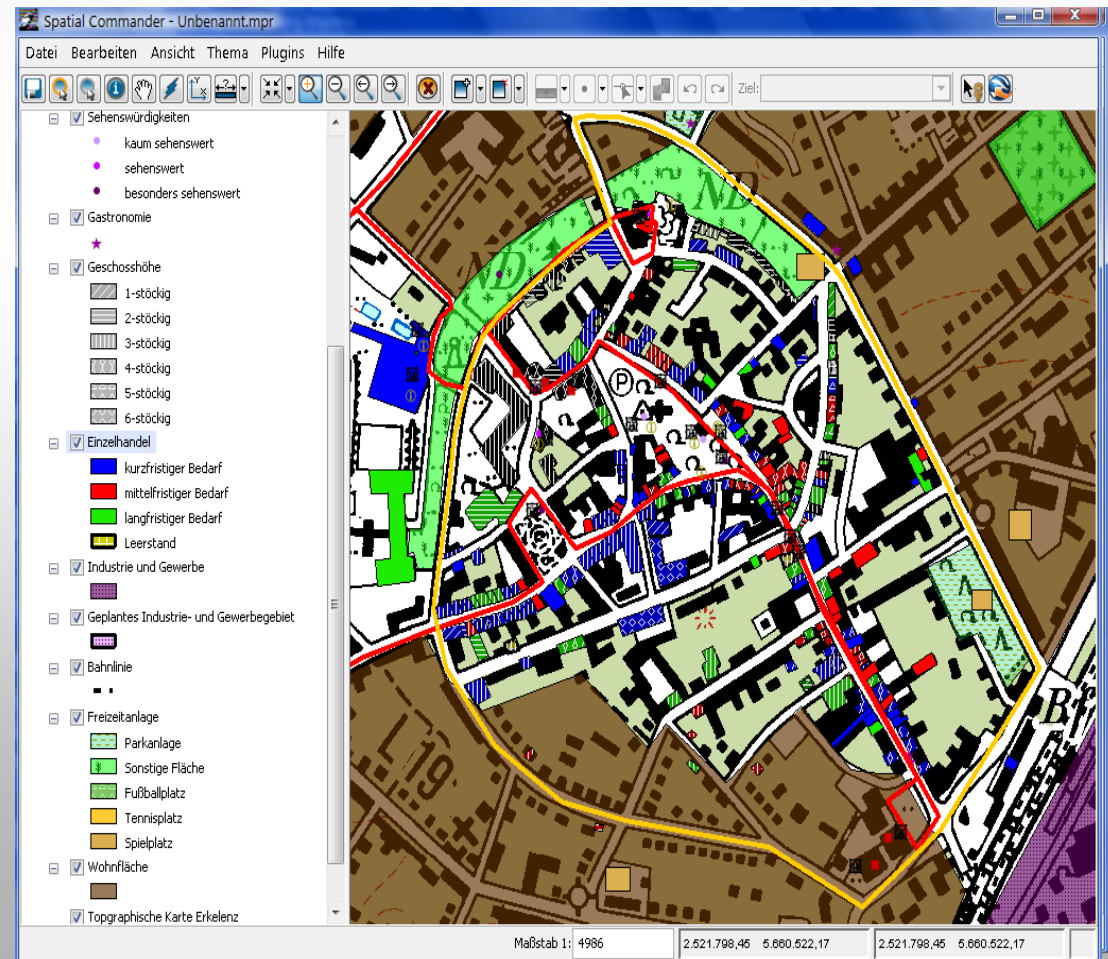 Spatial Commander - Unbenannt.mpr
Datei Bearbeiten Ansicht Thema Plugins Hilfe
Ziel:
Sehenswürdigkeiten
kaum sehenswert
sehenswert
besonders sehenswert
Gastronomie
Geschosshöhe
1-stöckig
2-stöckig
3-stöckig
4-stöckig
5-stöckig
6-stöckig
Einzelhandel
kurzfristiger Bedarf
mittelfristiger Bedarf
langfristiger Bedarf
Leerstand
Industrie und Gewerbe
Geplantes Industrie- und Gewerbegebiet
Bahnlinie
Freizeitanlage
Parkanlage
Sonstige Fläche
Fußballplatz
Tennisplatz
Spielplatz
Wohnfläche
Topgraphische Karte Erkelenz
ND
ND
P
L 19
B
Maßstab 1: 4986
2.521.798,45 5.660.522,17
2.521.798,45 5.660.522,17